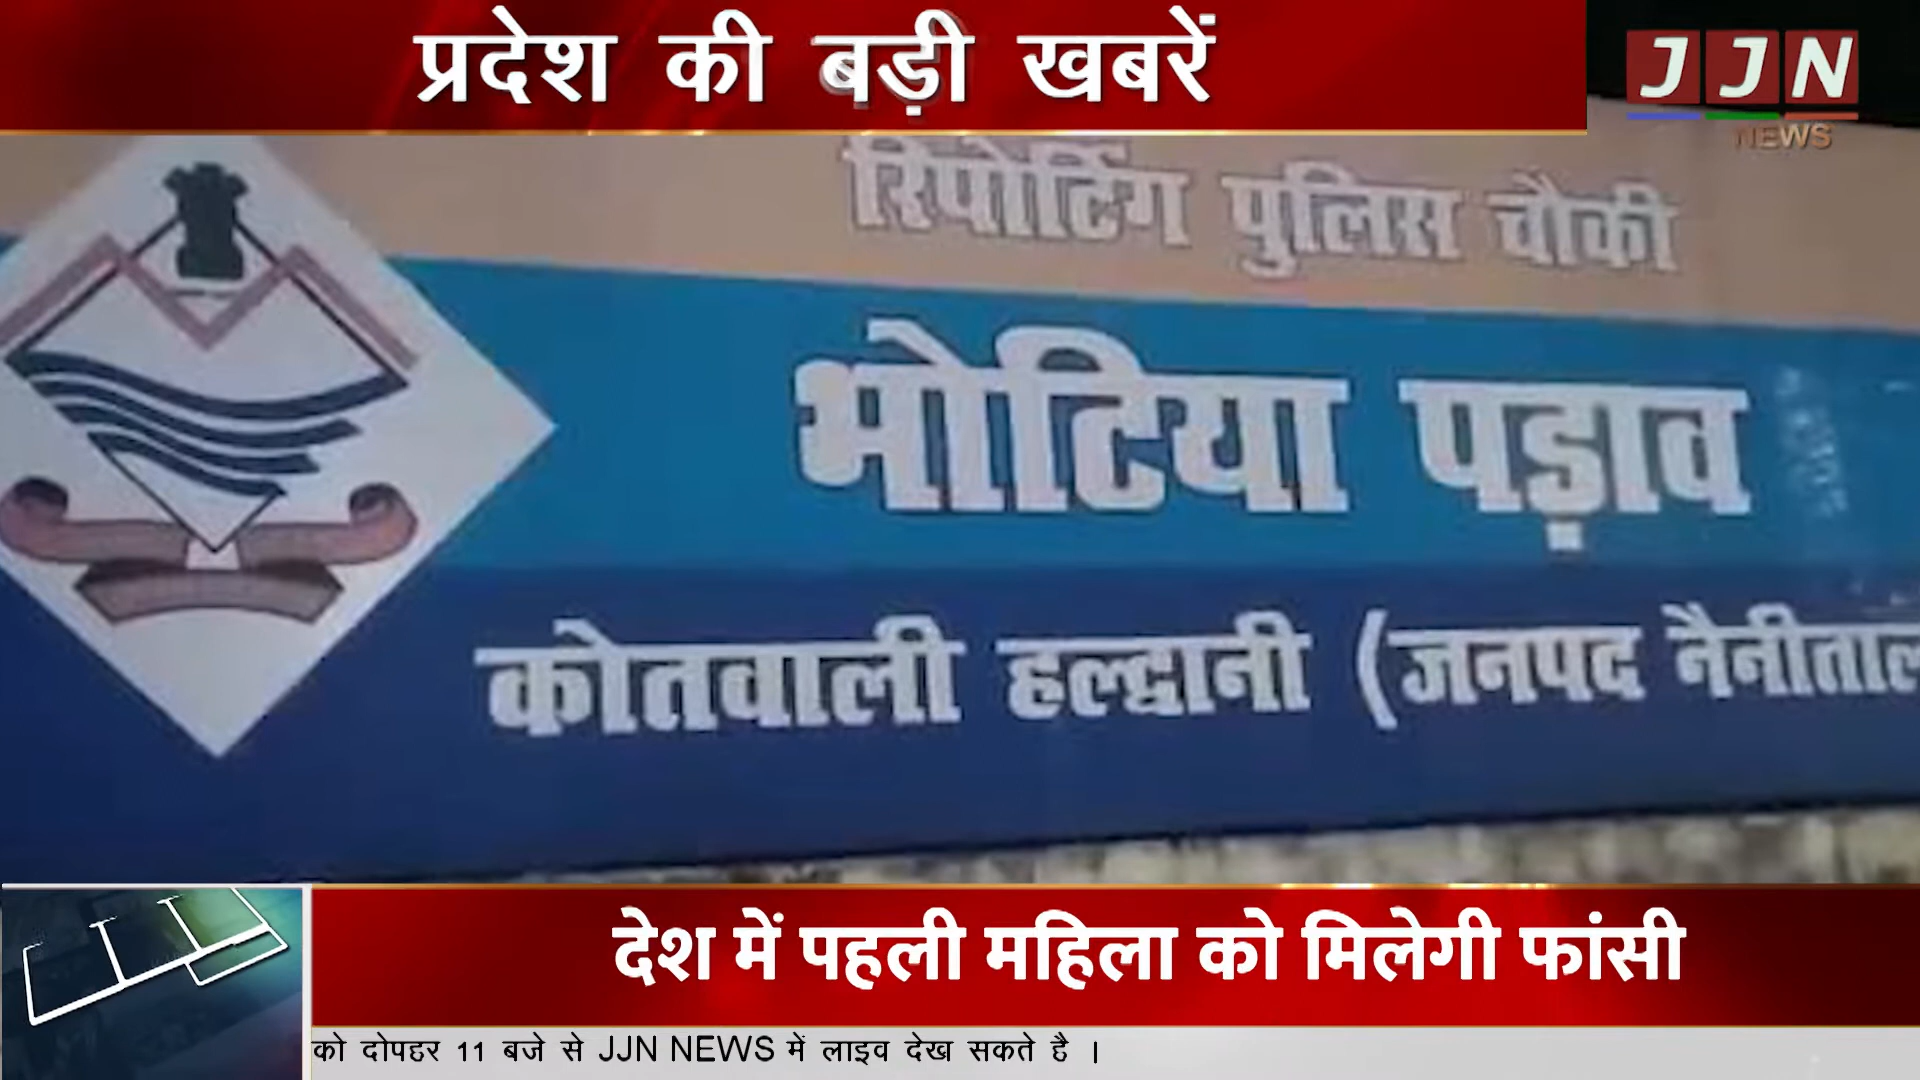 प्रदेश की बड़ी खबरें
JJN
NEWS
रिपोर्टिंग पुलिस चौकी
भोटिया पड़ाव
कोतवाली हल्द्वानी (जनपद नैनीताल
देश में पहली महिला को मिलेगी फांसी
को दोपहर 11 बजे से JJN NEWS में लाइव देख सकते है ।